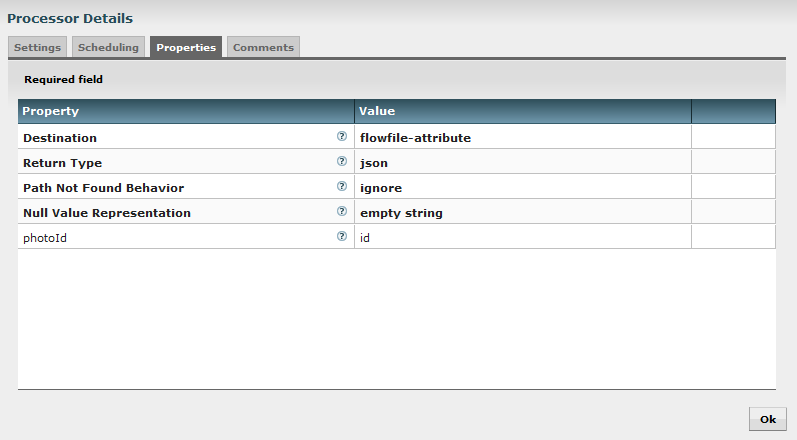 Processor Details
Settings Scheduling Properties Comments
Required field
Property Value
Destination ? flowfile-attribute
Return Type ? json
Path Not Found Behavior ? ignore
Null Value Representation ? empty string
photoId ? id
Ok